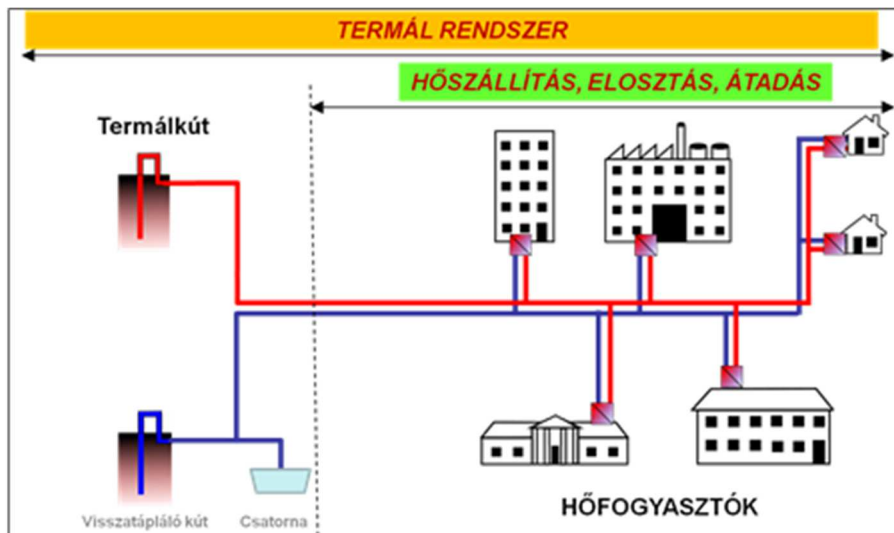 TERMÁL RENDSZER
HŐSZÁLLÍTÁS, ELOSZTÁS, ÁTADÁS
Termálkút
Visszatápláló kút
Csatorna
HŐFOGYASZTÓK